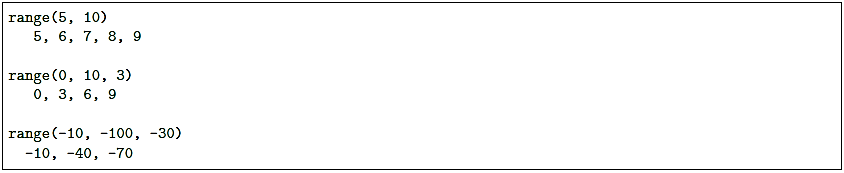 range(5, 10)
   5, 6, 7, 8, 9

range(0, 10, 3)
   0, 3, 6, 9

range(-10, -100, -30)
  -10, -40, -70